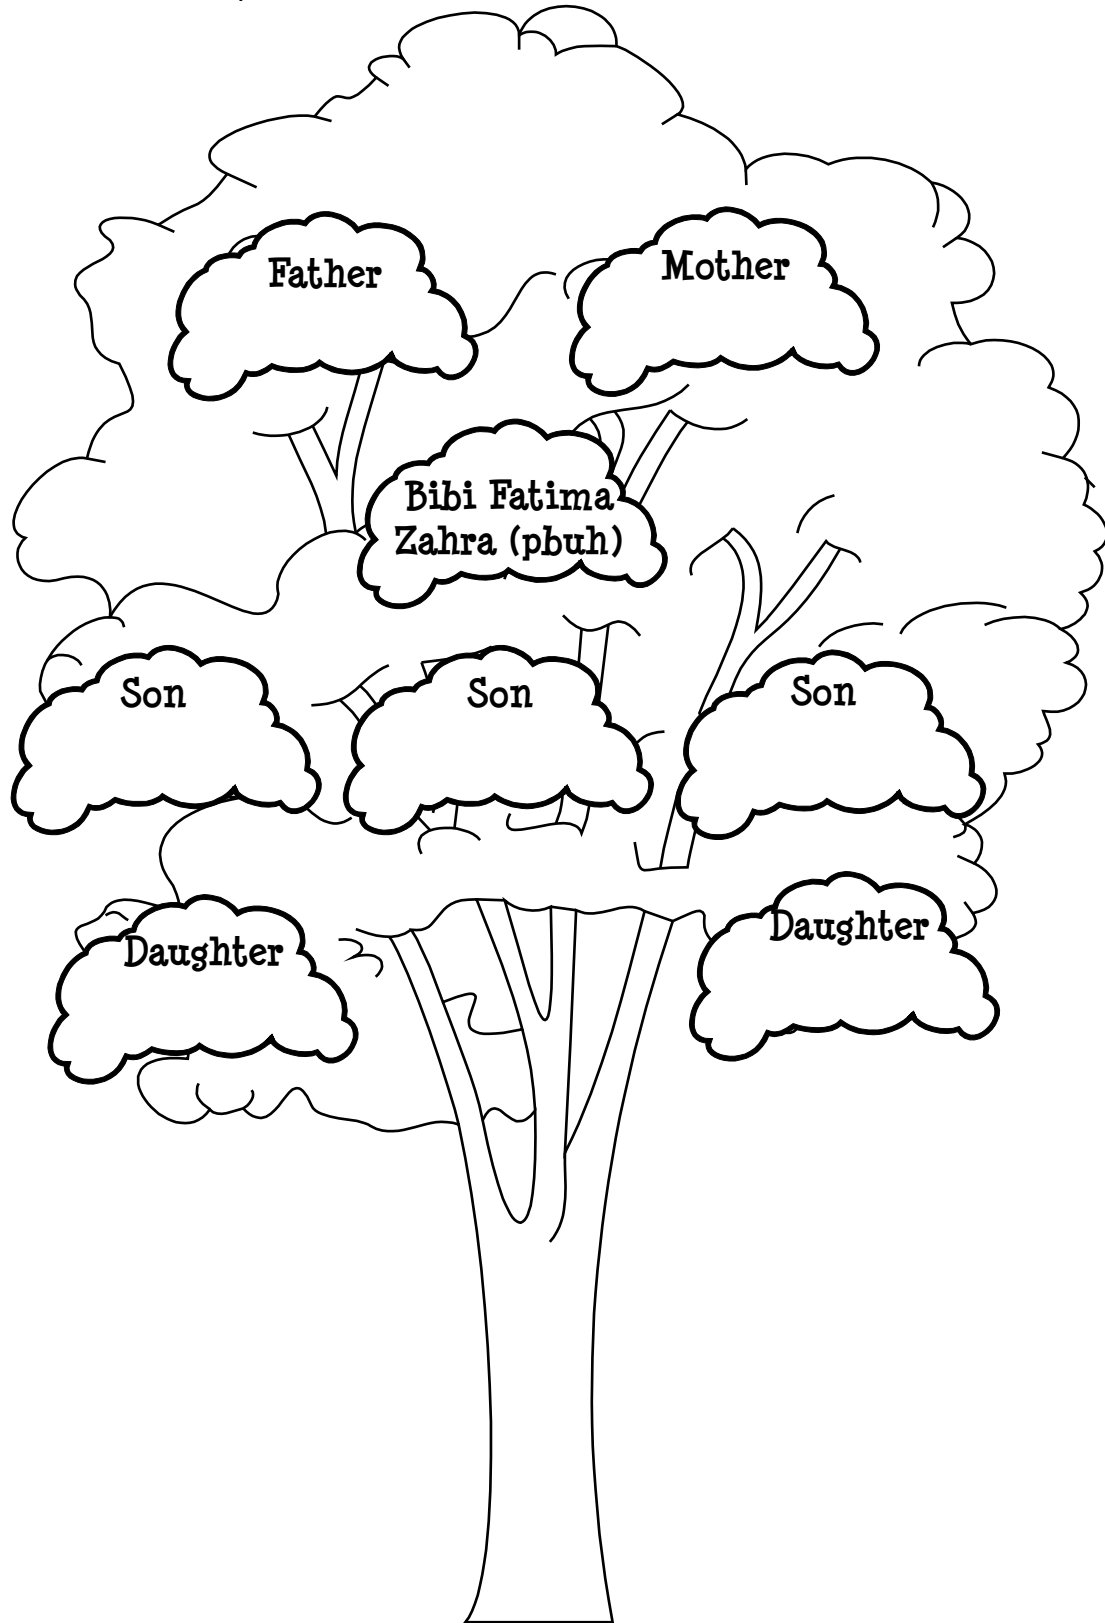 Father
Mother
Bibi Fatima
Zahra (pbuh)
Son
Son
Son
Daughter
Daughter